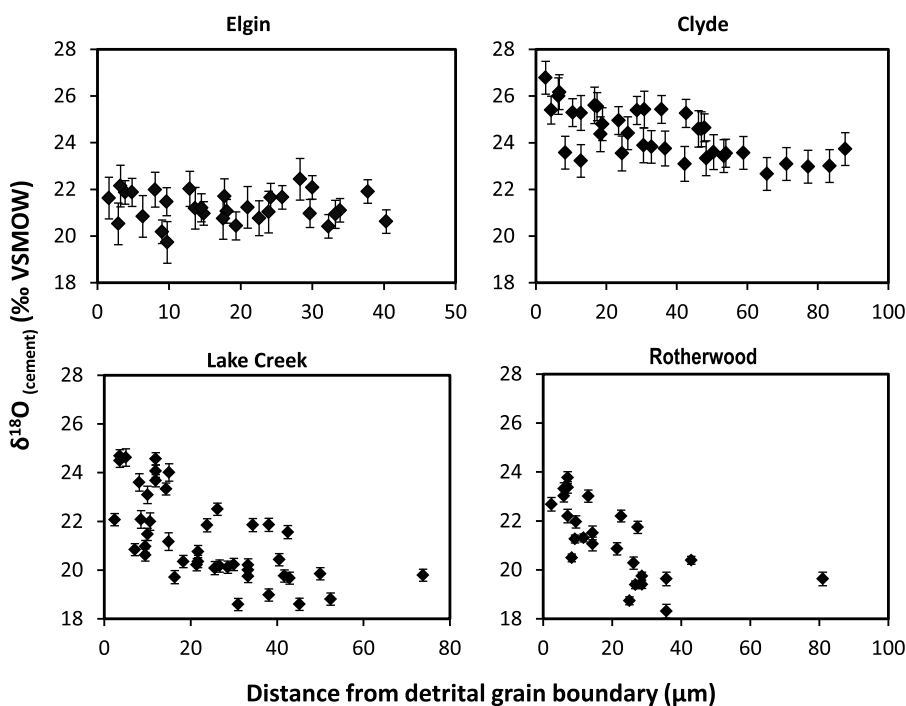 Elgin
Clyde
28
26
24
22
20
18
0 10 20 30 40 50
28
26
24
22
20
18
0 20 40 60 80 100
δ¹⁸O (cement) (‰ VSMOW)
Lake Creek
Rotherwood
28
26
24
22
20
18
0 20 40 60 80
28
26
24
22
20
18
0 20 40 60 80 100
Distance from detrital grain boundary (μm)